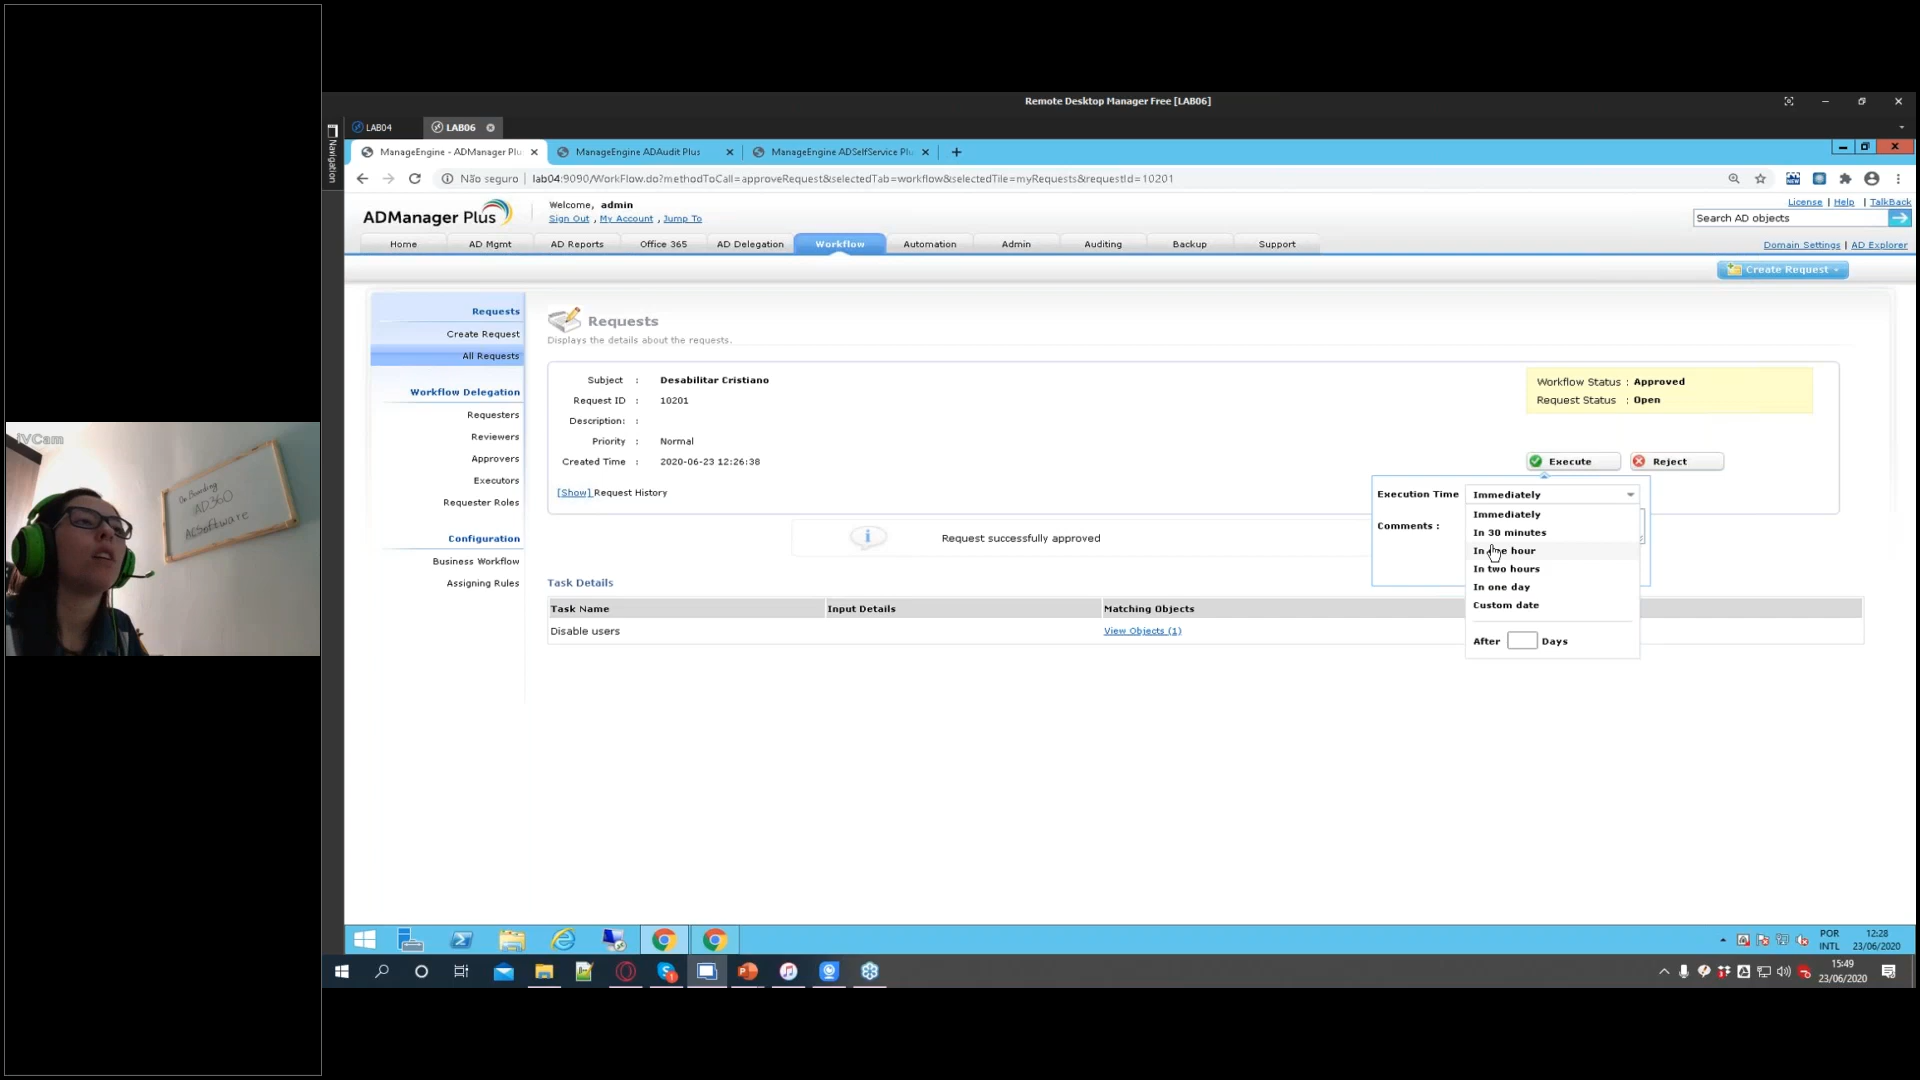 Remote Desktop Manager Free [LAB06]
LAB04
LAB06
Navigation
ManageEngine - ADManager Plu
ManageEngine ADAudit Plus
ManageEngine ADSelfService Plu
Não seguro
lab04:9090/WorkFlow.do?methodToCall=approveRequest&selectedTab=workflow&selectedTile=myRequests&requestId=10201
ADManager Plus
Welcome, admin
Sign Out , My Account , Jump To
License | Help | TalkBack
Search AD objects
Home
AD Mgmt
AD Reports
Office 365
AD Delegation
Workflow
Automation
Admin
Auditing
Backup
Support
Domain Settings | AD Explorer
Create Request
Requests
Create Request
All Requests
Workflow Delegation
Requesters
Reviewers
Approvers
Executors
Requester Roles
Configuration
Business Workflow
Assigning Rules
Requests
Displays the details about the requests.
Subject : Desabilitar Cristiano
Request ID : 10201
Description: :
Priority : Normal
Created Time : 2020-06-23 12:26:38
[Show] Request History
Workflow Status : Approved
Request Status : Open
Execute
Reject
Execution Time Immediately
Comments :
Immediately
In 30 minutes
In one hour
In two hours
In one day
Custom date
After Days
Request successfully approved
Task Details
Task Name Input Details Matching Objects
Disable users View Objects (1)
iVCam
On Boarding
AD360
ACSoftware
POR
INTL
12:28
23/06/2020
15:49
23/06/2020